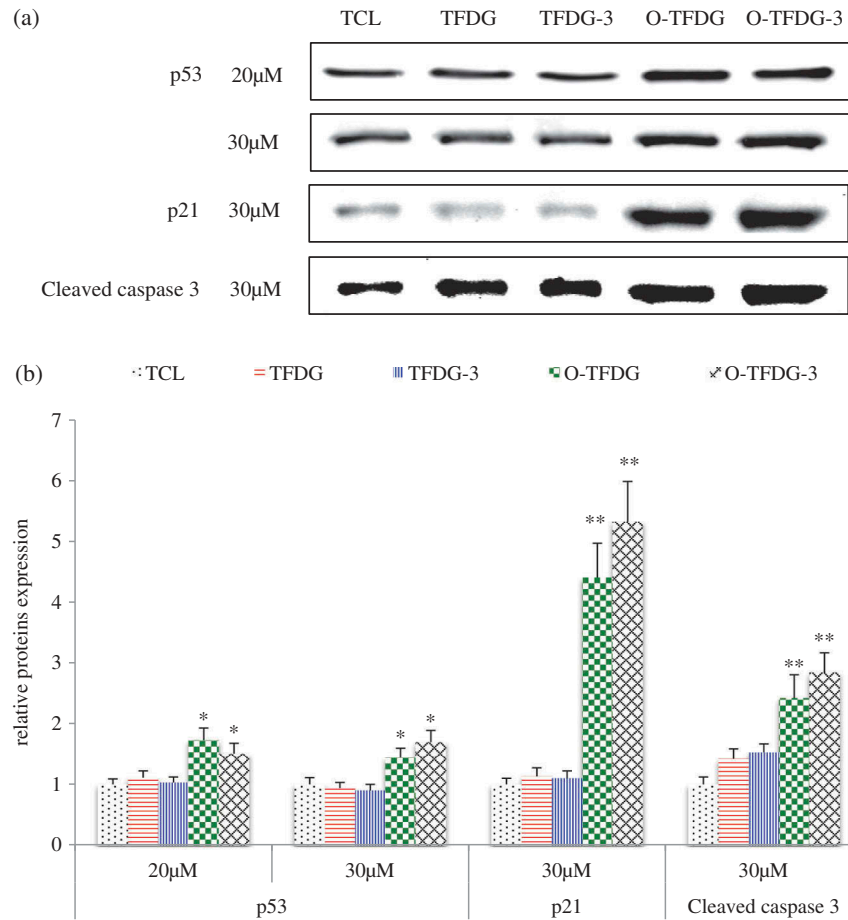 (a)
TCL TFDG TFDG-3 O-TFDG O-TFDG-3
p53 20µM
30µM
p21 30µM
Cleaved caspase 3 30µM
(b)
TCL TFDG TFDG-3 O-TFDG O-TFDG-3
relative proteins expression
7
6
5
4
3
2
1
0
* * * * ** ** ** **
20µM 30µM 30µM 30µM
p53 p21 Cleaved caspase 3